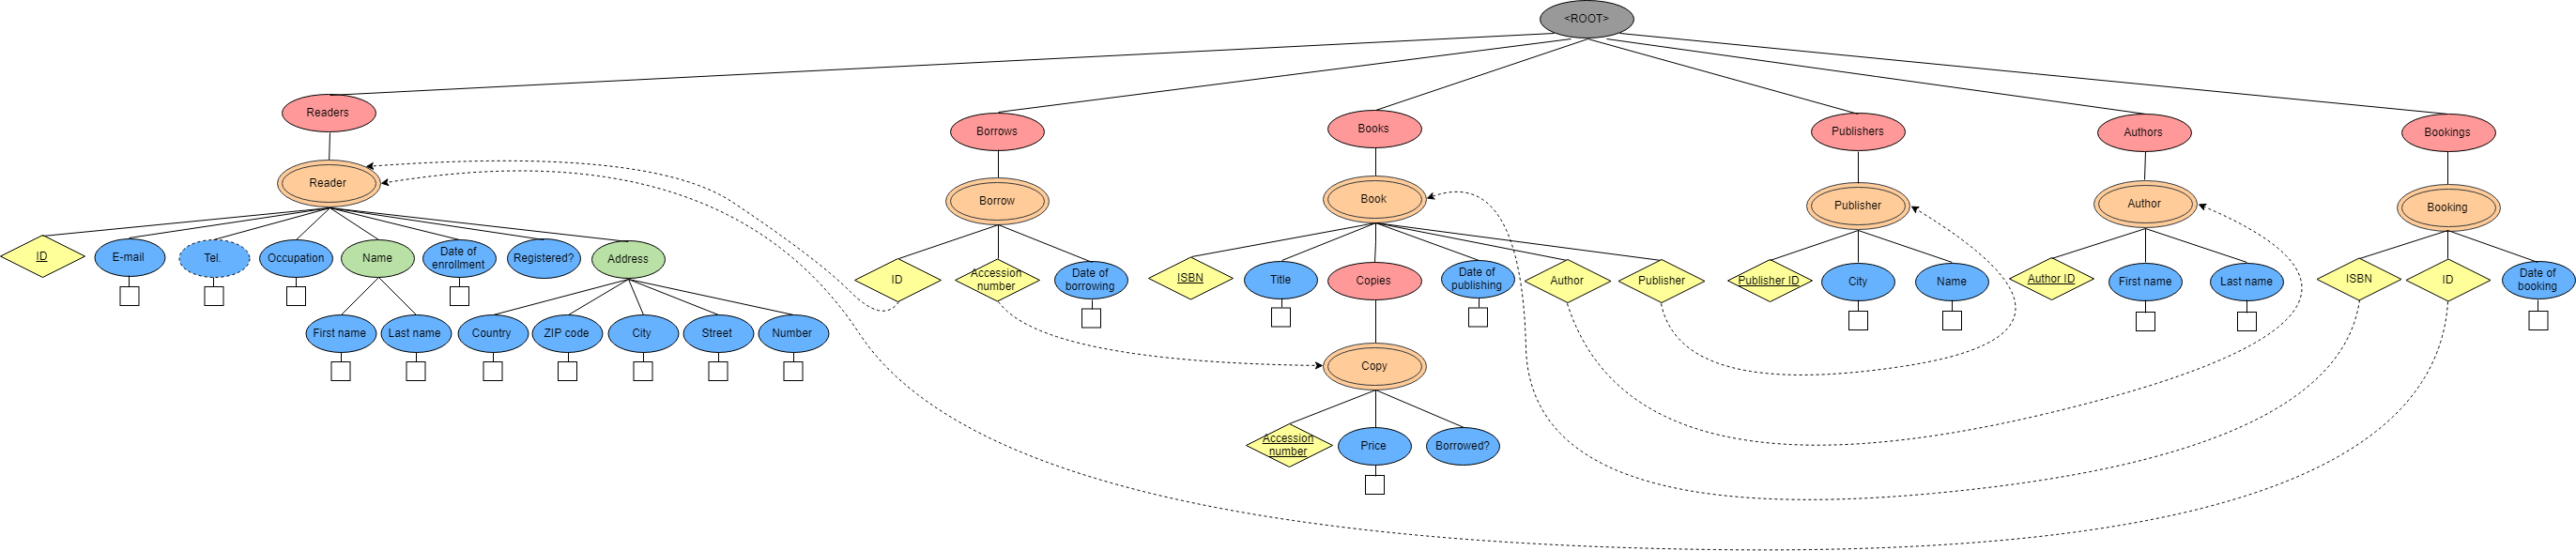 <ROOT>
Readers
Borrows
Books
Publishers
Authors
Bookings
Reader
Borrow
Book
Publisher
Author
Booking
ID
E-mail
Tel.
Occupation
Name
Date of
enrollment
Registered?
Address
ID
Accession
number
Date of
borrowing
ISBN
Title
Copies
Date of
publishing
Author
Publisher
Publisher ID
City
Name
Author ID
First name
Last name
ISBN
ID
Date of
booking
First name
Last name
Country
ZIP code
City
Street
Number
Copy
Accession
number
Price
Borrowed?